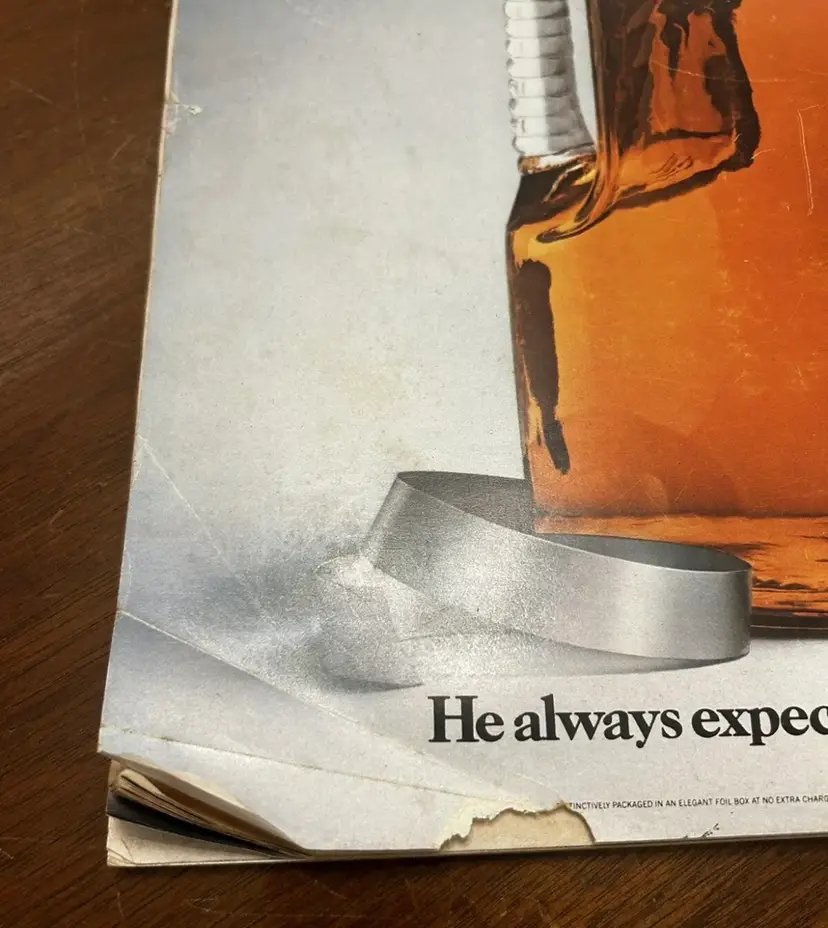 He always expec
TINCTIVELY PACKAGED IN AN ELEGANT FOIL BOX AT NO EXTRA CHARG